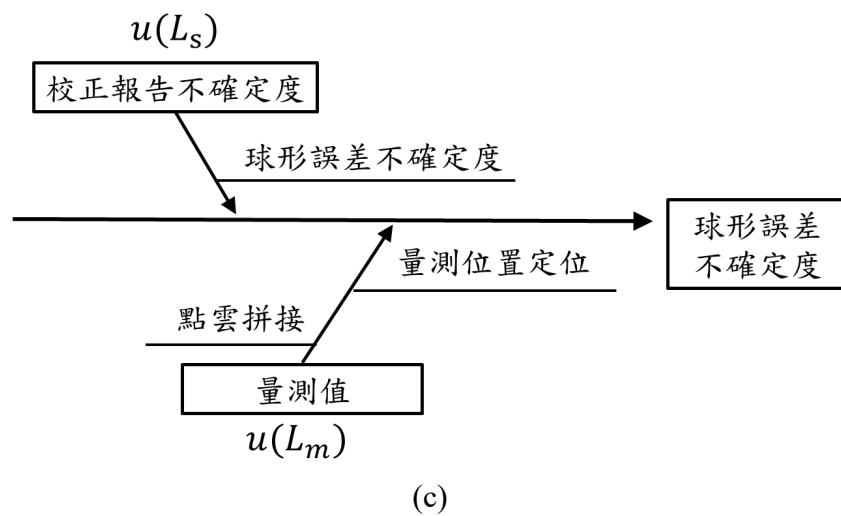 u(Lₛ)
校正報告不確定度
球形誤差不確定度
球形誤差
不確定度
量測位置定位
點雲拼接
量測值
u(Lₘ)
(c)